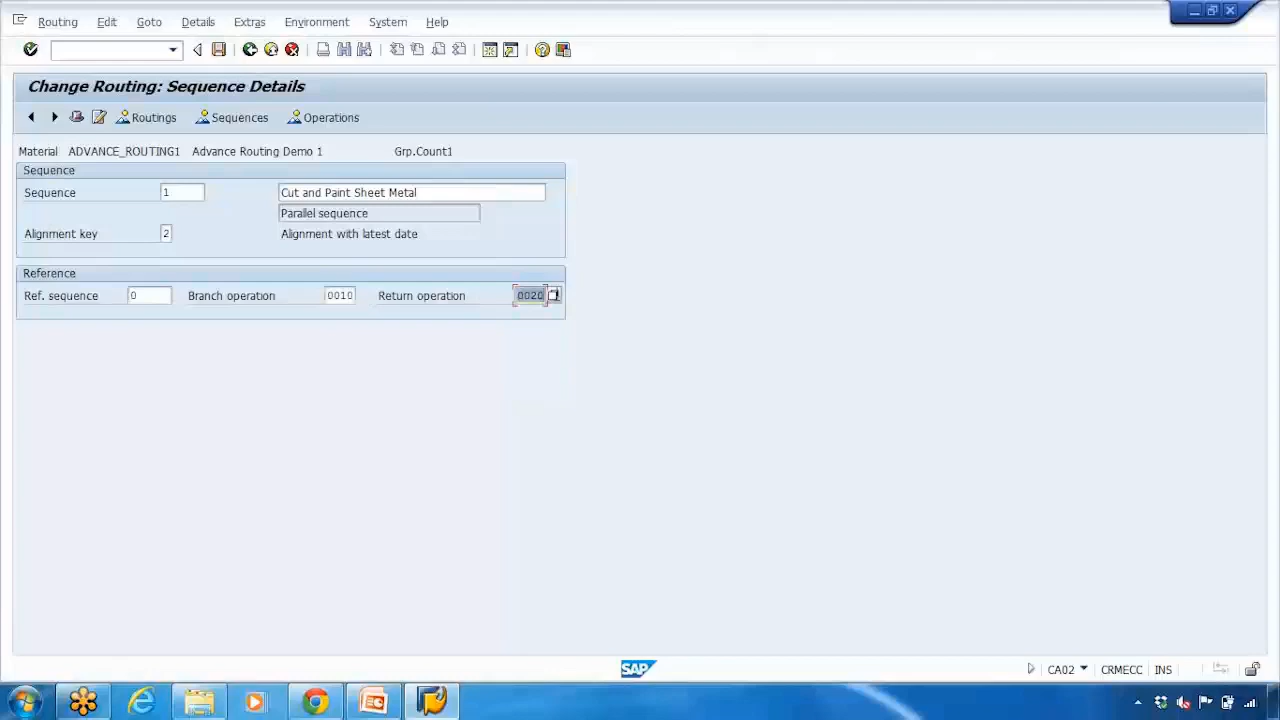 Routing Edit Goto Details Extras Environment System Help
Change Routing: Sequence Details
Routings Sequences Operations
Material ADVANCE_ROUTING1 Advance Routing Demo 1 Grp.Count1
Sequence
Sequence 1 Cut and Paint Sheet Metal
Parallel sequence
Alignment key 2 Alignment with latest date
Reference
Ref. sequence 0 Branch operation 0010 Return operation 0020
SAP CA02 CRMECC INS